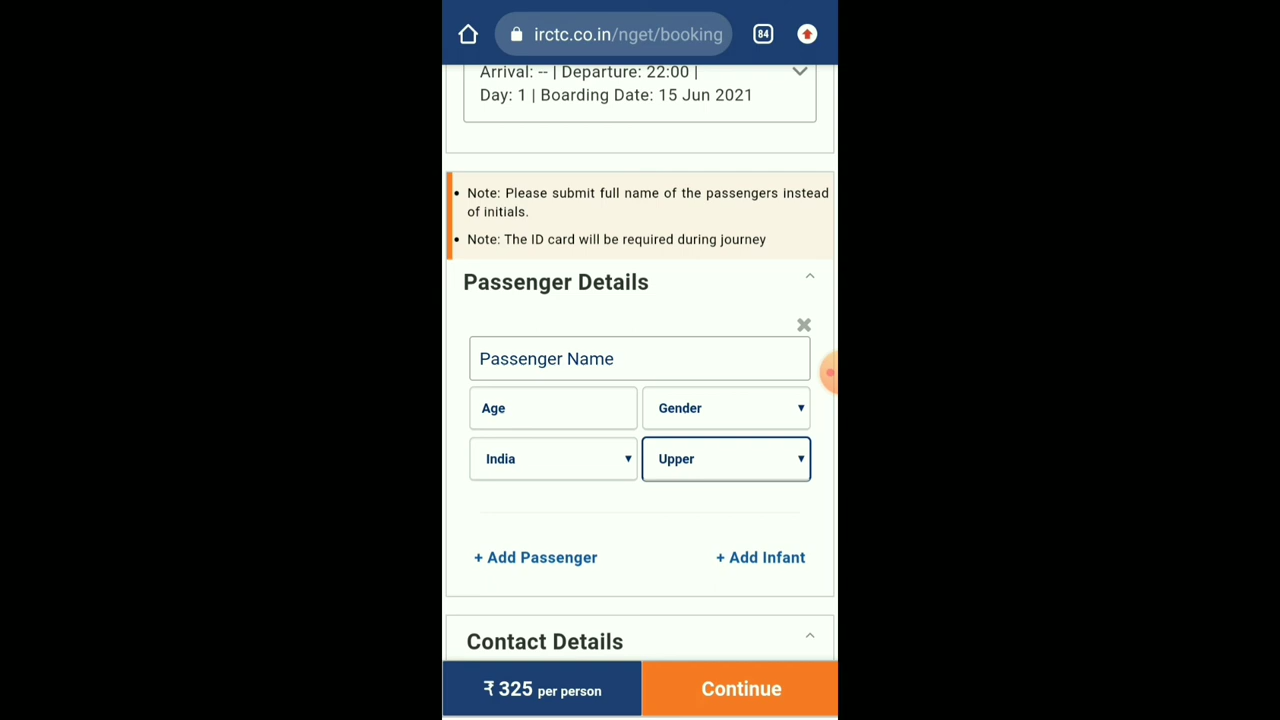 irctc.co.in/nget/booking
84
Arrival: -- | Departure: 22:00 |
Day: 1 | Boarding Date: 15 Jun 2021
• Note: Please submit full name of the passengers instead
of initials.
• Note: The ID card will be required during journey
Passenger Details
Passenger Name
Age
Gender
India
Upper
+ Add Passenger
+ Add Infant
Contact Details
₹ 325 per person
Continue